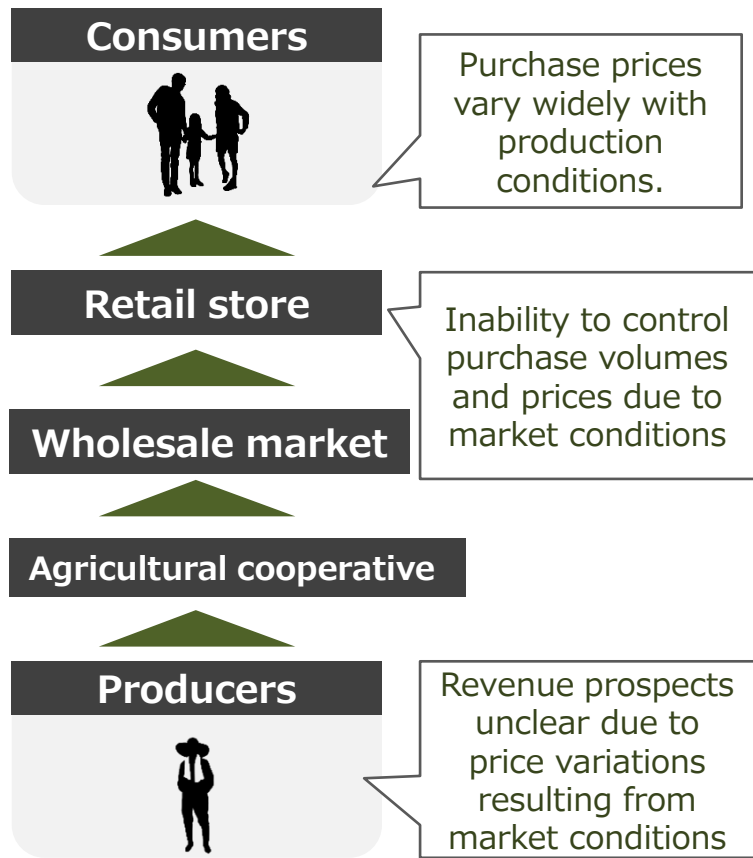 Consumers
Purchase prices
vary widely with
production
conditions.
Retail store
Inability to control
purchase volumes
and prices due to
market conditions
Wholesale market
Agricultural cooperative
Producers
Revenue prospects
unclear due to
price variations
resulting from
market conditions